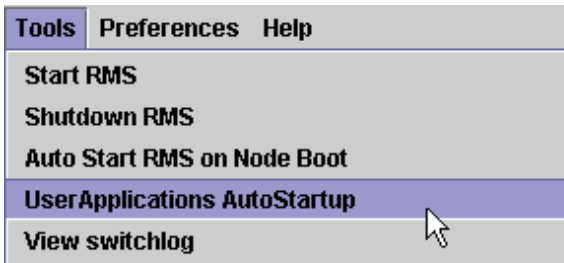 Tools Preferences Help
Start RMS
Shutdown RMS
Auto Start RMS on Node Boot
UserApplications AutoStartup
View switchlog